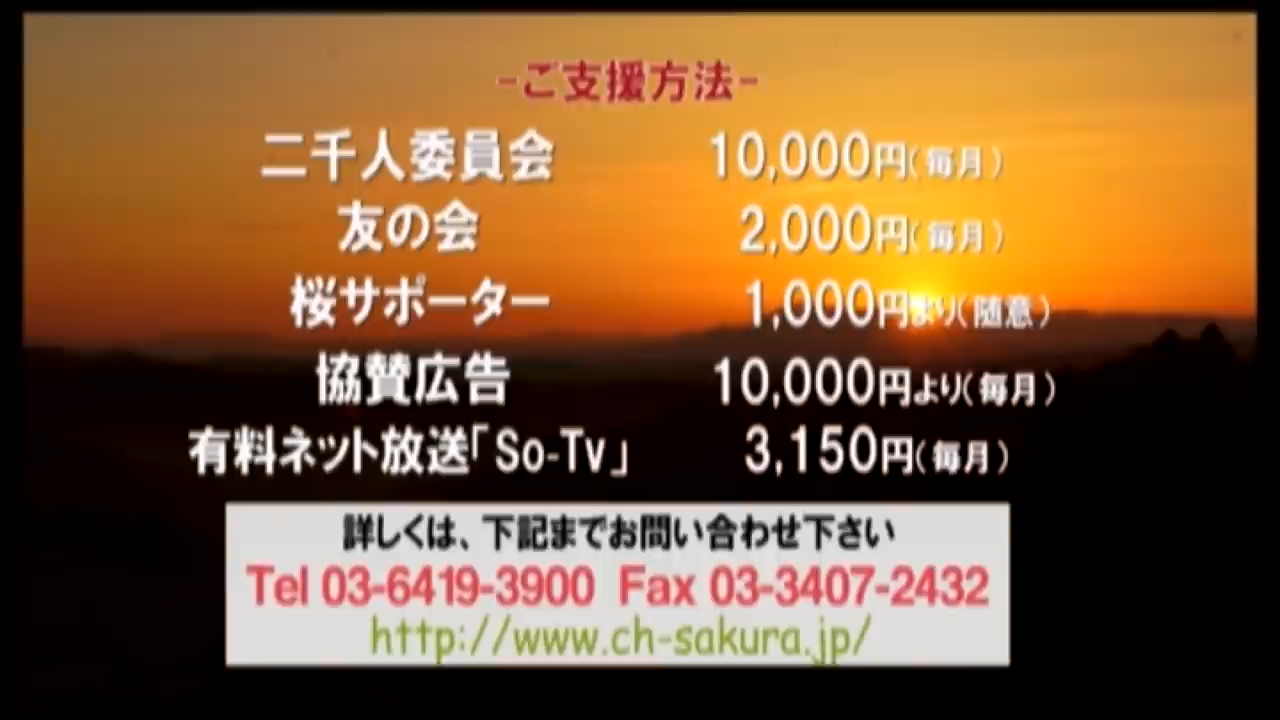 -ご支援方法-
二千人委員会 10,000円(毎月)
友の会 2,000円(毎月)
桜サポーター 1,000円より(随意)
協賛広告 10,000円より(毎月)
有料ネット放送「So-Tv」 3,150円(毎月)
詳しくは、下記までお問い合わせ下さい
Tel 03-6419-3900 Fax 03-3407-2432
http://www.ch-sakura.jp/